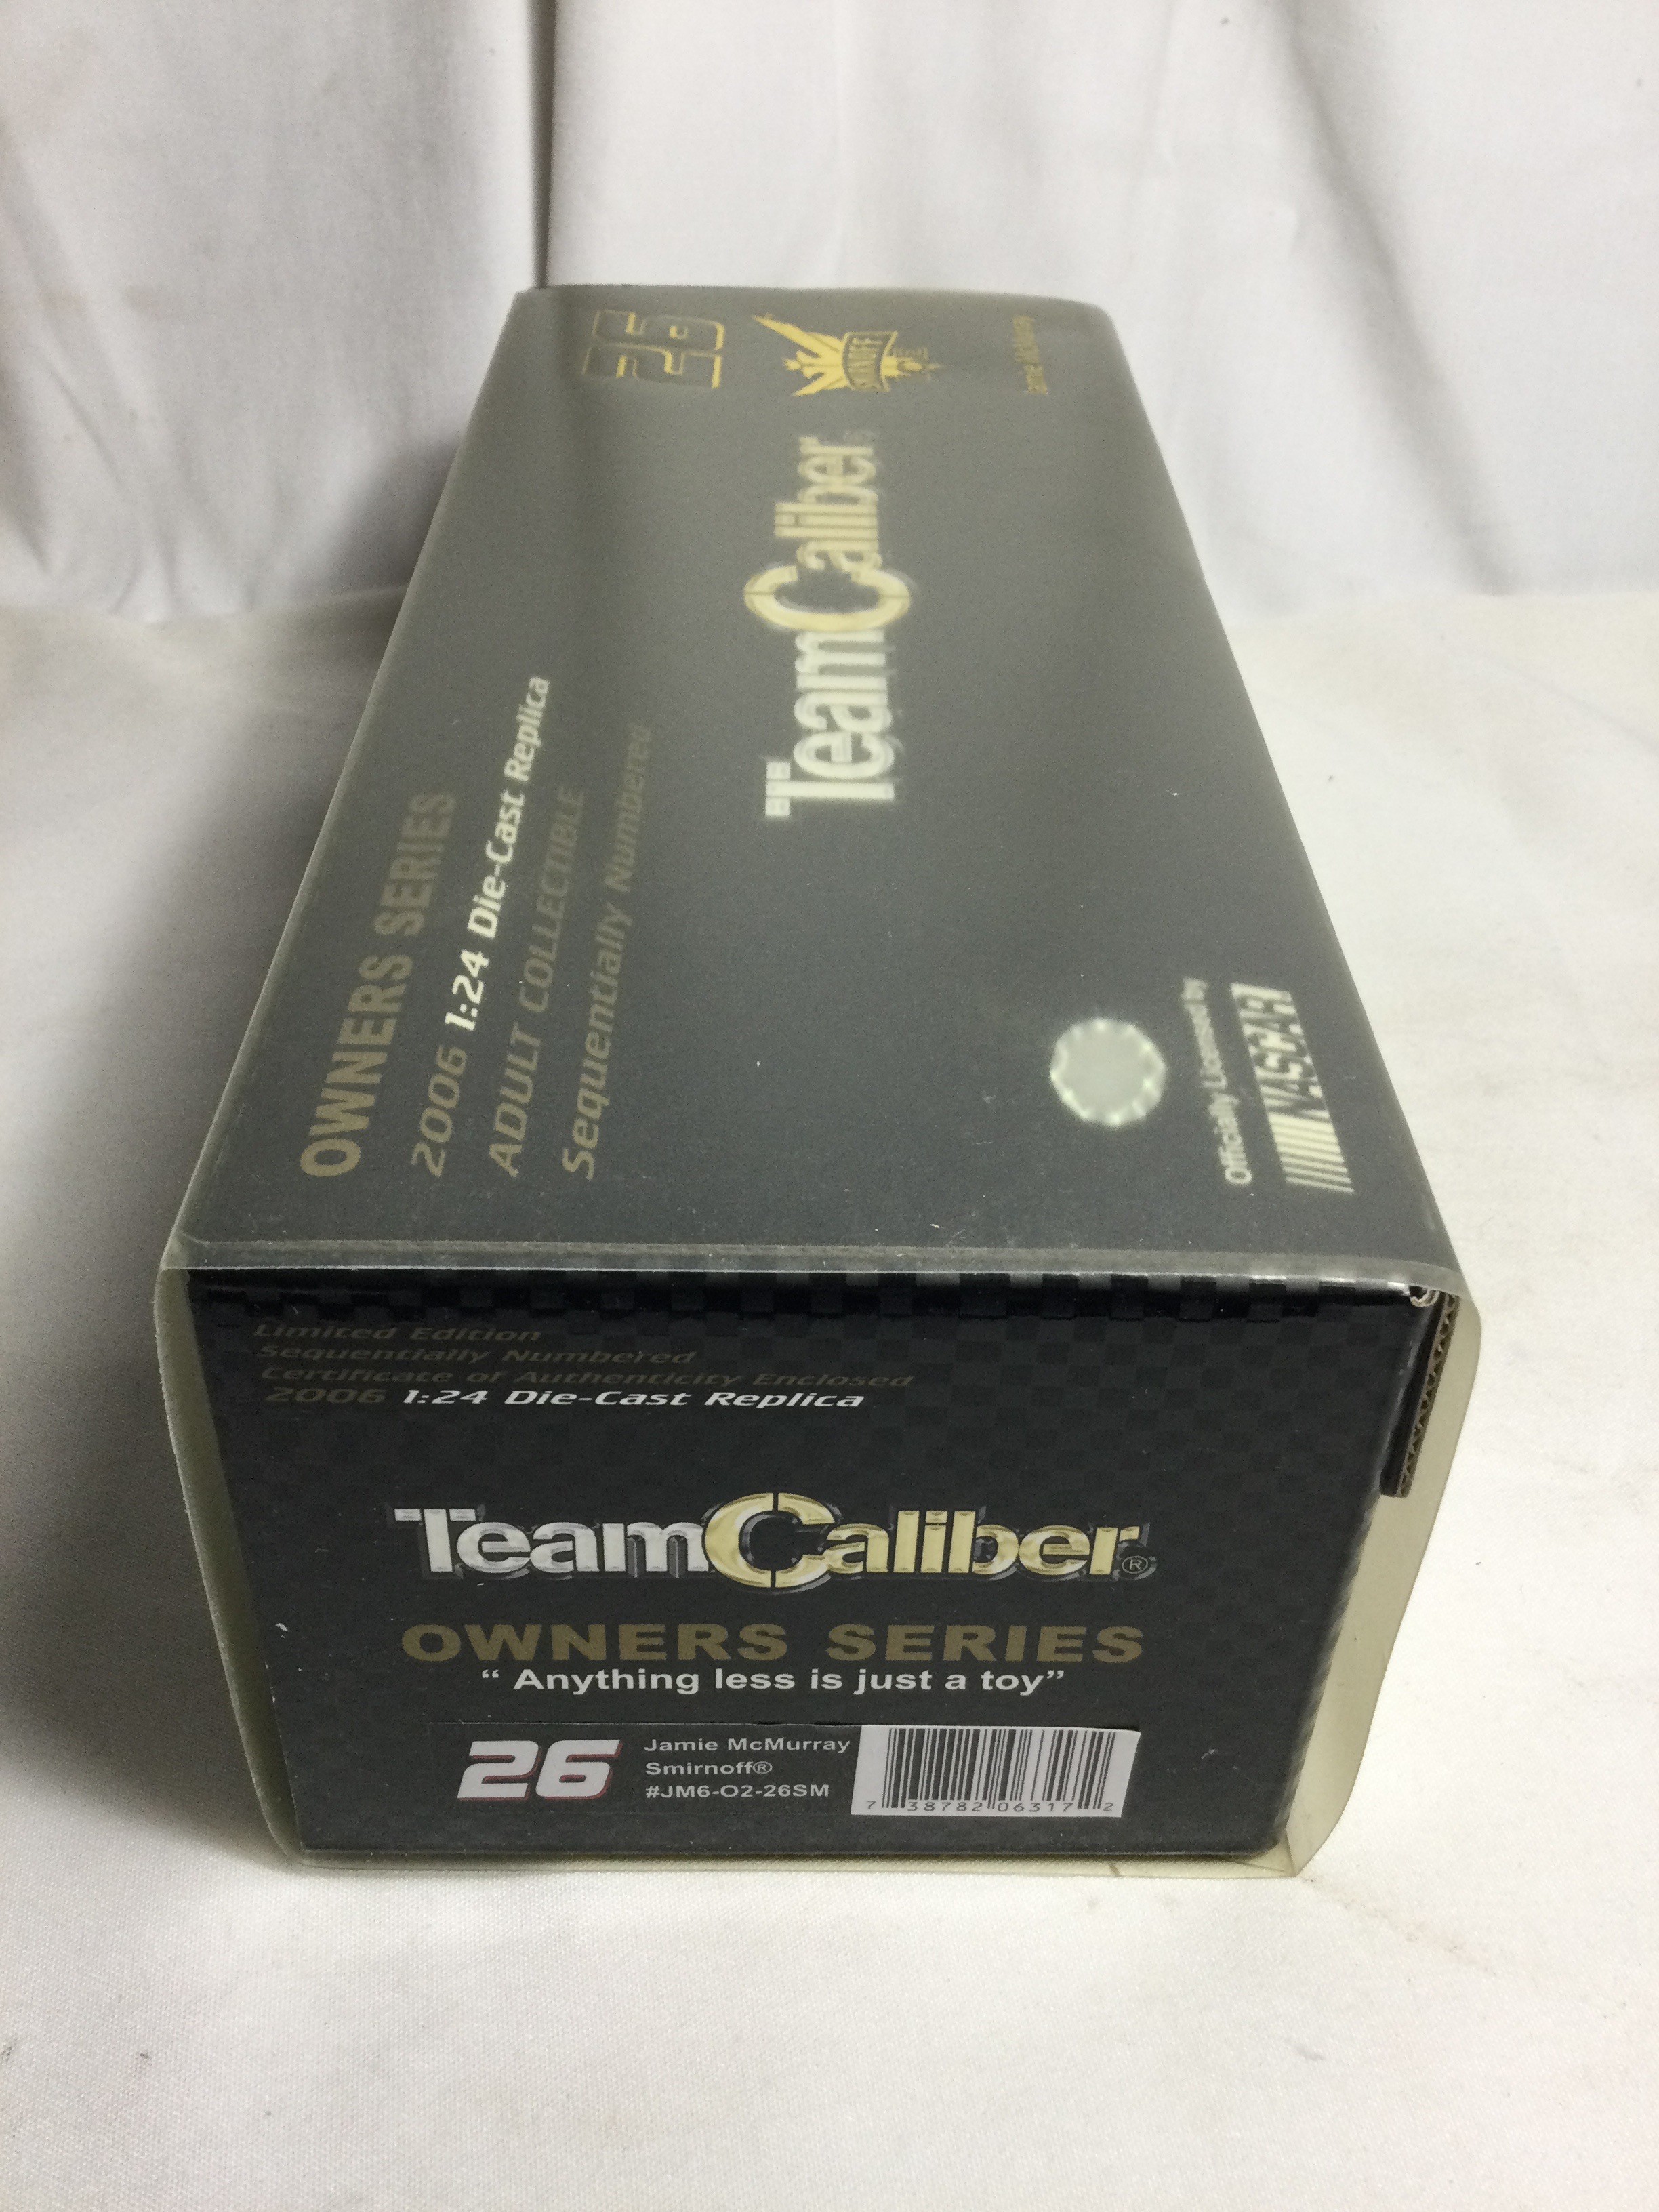 26
SMIRNOFF
Jamie McMurray
TeamCaliber®
OWNERS SERIES
2006 1:24 Die-Cast Replica
ADULT COLLECTIBLE
Sequentially Numbered
Officially Licensed by
NASCAR
Limited Edition
Sequentially Numbered
Certificate of Authenticity Enclosed
2006 1:24 Die-Cast Replica
TeamCaliber®
OWNERS SERIES
“ Anything less is just a toy”
26
Jamie McMurray
Smirnoff®
#JM6-O2-26SM
7 38782 06317 2